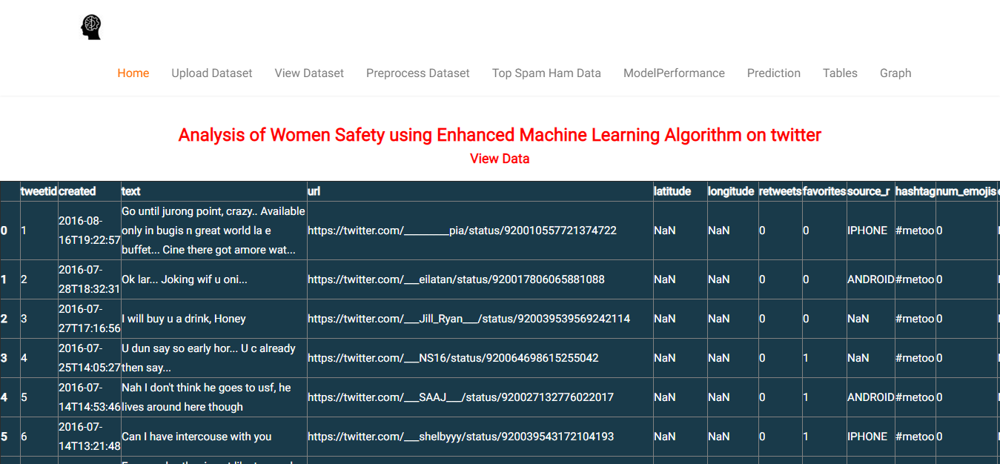 Home Upload Dataset View Dataset Preprocess Dataset Top Spam Ham Data ModelPerformance Prediction Tables Graph
Analysis of Women Safety using Enhanced Machine Learning Algorithm on twitter
View Data
tweetid created text url latitude longitude retweets favorites source_r hashtag num_emojis
0 1 2016-08-16T19:22:57 Go until jurong point, crazy.. Available only in bugis n great world la e buffet... Cine there got amore wat... https://twitter.com/_________pia/status/920010557721374722 NaN NaN 0 0 IPHONE #metoo 0
1 2 2016-07-28T18:32:31 Ok lar... Joking wif u oni... https://twitter.com/___eilatan/status/920017806065881088 NaN NaN 0 0 ANDROID #metoo 0
2 3 2016-07-27T17:16:56 I will buy u a drink, Honey https://twitter.com/___Jill_Ryan___/status/920039539569242114 NaN NaN 0 0 NaN #metoo 0
3 4 2016-07-25T14:05:27 U dun say so early hor... U c already then say... https://twitter.com/___NS16/status/920064698615255042 NaN NaN 0 1 NaN #metoo 0
4 5 2016-07-14T14:53:46 Nah I don't think he goes to usf, he lives around here though https://twitter.com/___SAAJ___/status/920027132776022017 NaN NaN 0 1 ANDROID #metoo 0
5 6 2016-07-14T13:21:48 Can I have intercouse with you https://twitter.com/___shelbyyy/status/920039543172104193 NaN NaN 0 1 IPHONE #metoo 0